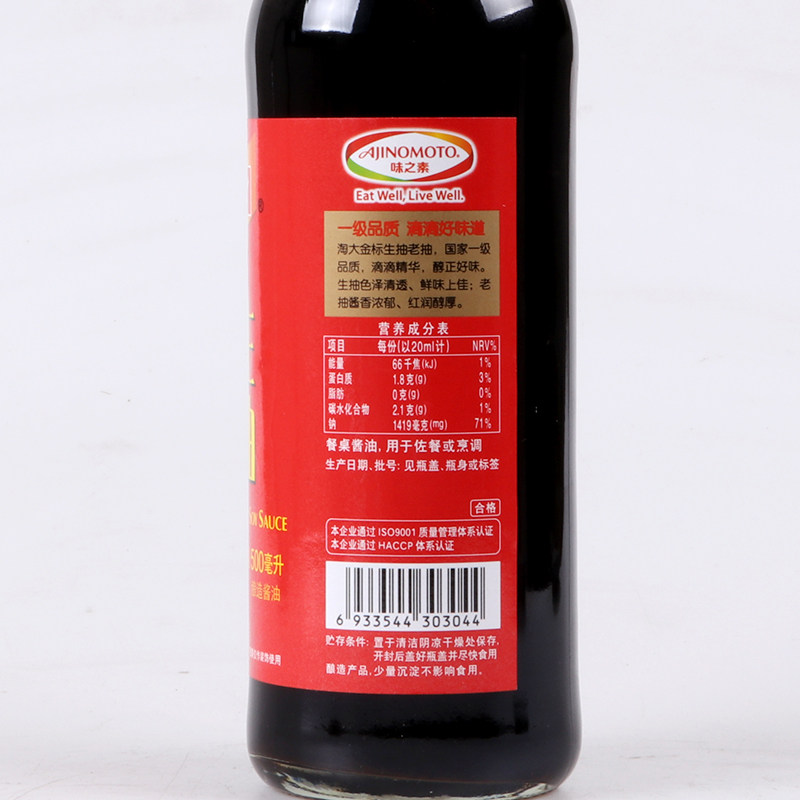 AJINOMOTO.
味之素
Eat Well, Live Well.
®
一级品质 滴滴好味道
淘大金标生抽老抽，国家一级
品质，滴滴精华，醇正好味。
生抽色泽清透、鲜味上佳；老
抽酱香浓郁、红润醇厚。
营养成分表
项目 每份(以20ml计) NRV%
能量 66千焦(kJ) 1%
蛋白质 1.8克(g) 3%
脂肪 0克(g) 0%
碳水化合物 2.1克(g) 1%
钠 1419毫克(mg) 71%
餐桌酱油，用于佐餐或烹调
生产日期、批号：见瓶盖、瓶身或标签
合格
SOY SAUCE
本企业通过 ISO9001 质量管理体系认证
本企业通过 HACCP 体系认证
500毫升
酿造酱油
6 933544 303044
贮存条件：置于清洁阴凉干燥处保存，
开封后盖好瓶盖并尽快食用
酿造产品，少量沉淀不影响食用。